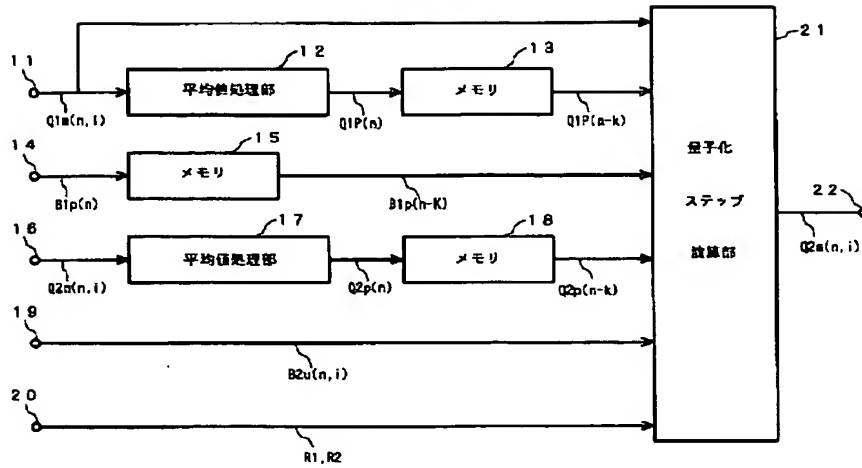 21
11
12
13
平均値処理部
メモリ
Q1m(n,i)
Q1P(n)
Q1P(n-k)
14
15
メモリ
B1p(n)
B1p(n-K)
量子化
ステップ
演算部
22
Q2m(n,i)
16
17
18
平均値処理部
メモリ
Q2m(n,i)
Q2p(n)
Q2p(n-k)
19
B2u(n,i)
20
R1,R2